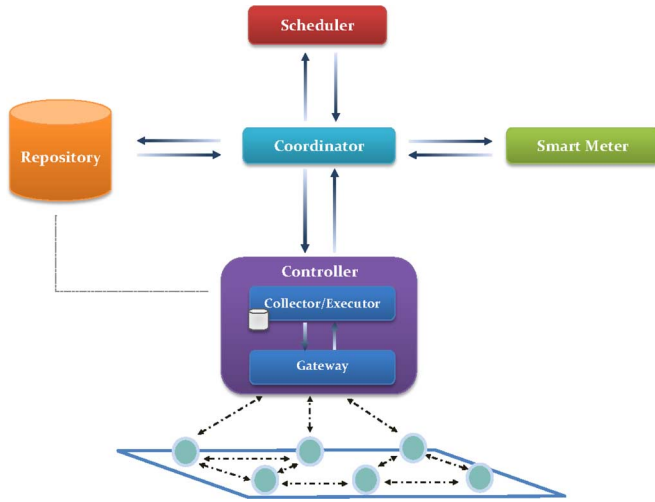 Scheduler
Repository
Coordinator
Smart Meter
Controller
Collector/Executor
Gateway